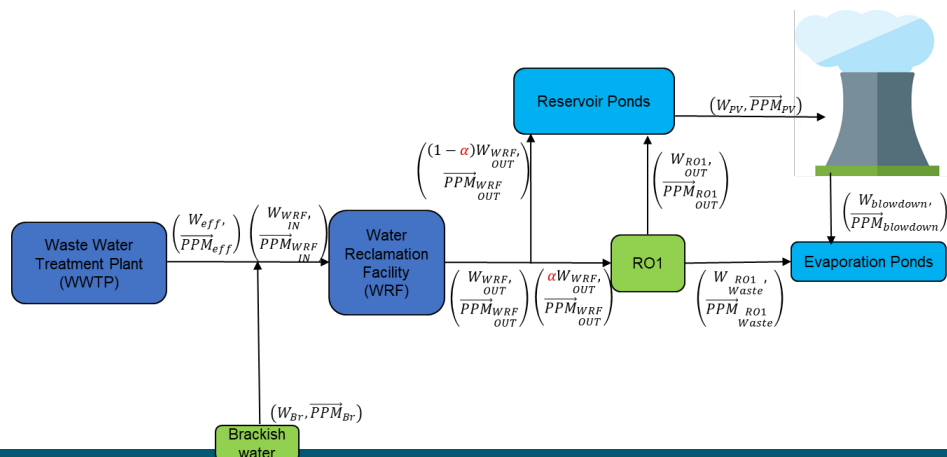 Reservoir Ponds
(W_PV, PPM_PV)
((1 − α)W_WRF OUT,
PPM_WRF OUT)
(W_RO1 OUT,
PPM_RO1 OUT)
(W_blowdown,
PPM_blowdown)
Waste Water
Treatment Plant
(WWTP)
(W_eff,
PPM_eff)
(W_WRF IN,
PPM_WRF IN)
Water
Reclamation
Facility
(WRF)
(W_WRF OUT,
PPM_WRF OUT)
(αW_WRF OUT,
PPM_WRF OUT)
RO1
(W_RO1 Waste,
PPM_RO1 Waste)
Evaporation Ponds
(W_Br, PPM_Br)
Brackish
water